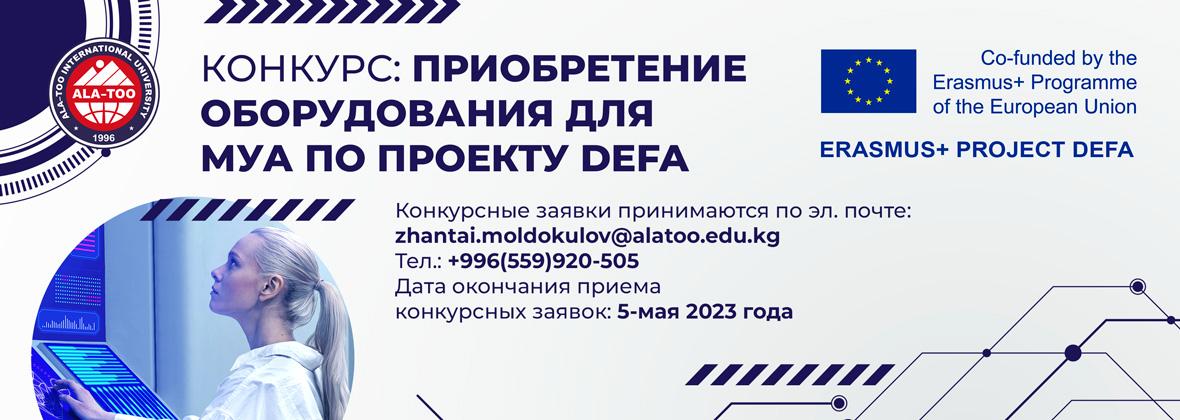 ALA-TOO INTERNATIONAL UNIVERSITY
ALA-TOO
1996
КОНКУРС: ПРИОБРЕТЕНИЕ
ОБОРУДОВАНИЯ ДЛЯ
МУА ПО ПРОЕКТУ DEFA
Co-funded by the
Erasmus+ Programme
of the European Union
ERASMUS+ PROJECT DEFA
Конкурсные заявки принимаются по эл. почте:
zhantai.moldokulov@alatoo.edu.kg
Тел.: +996(559)920-505
Дата окончания приема
конкурсных заявок: 5-мая 2023 года